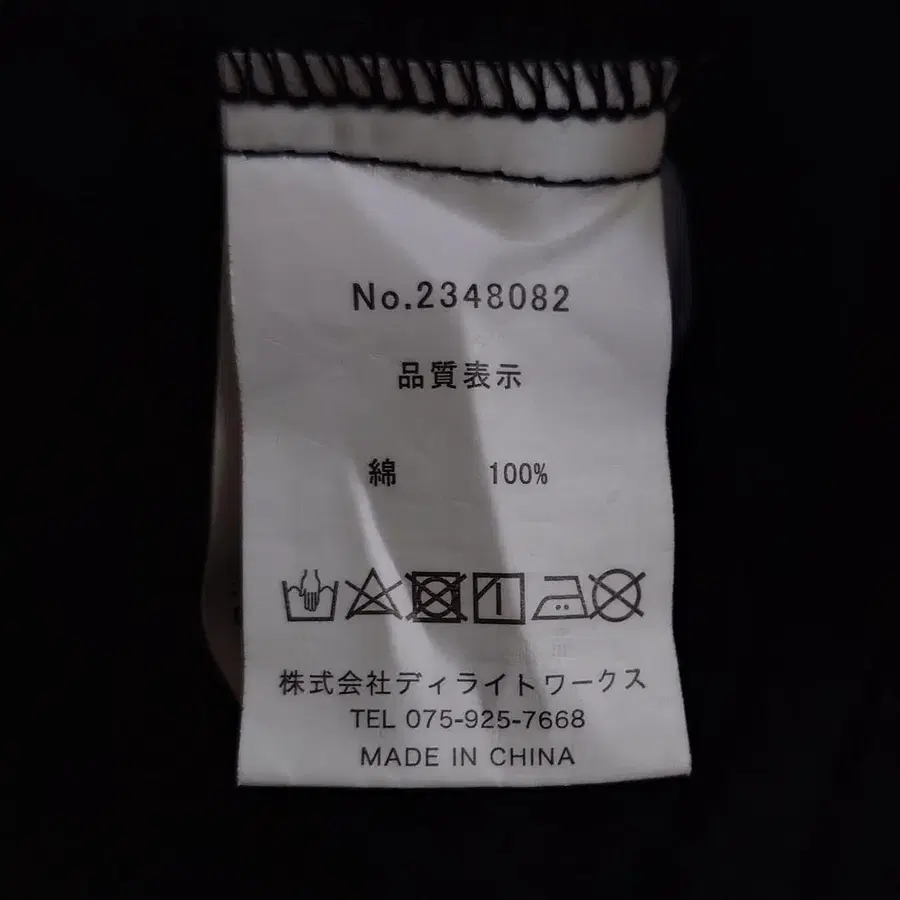 No.2348082
品質表示
綿 100%
株式会社ディライトワークス
TEL 075-925-7668
MADE IN CHINA